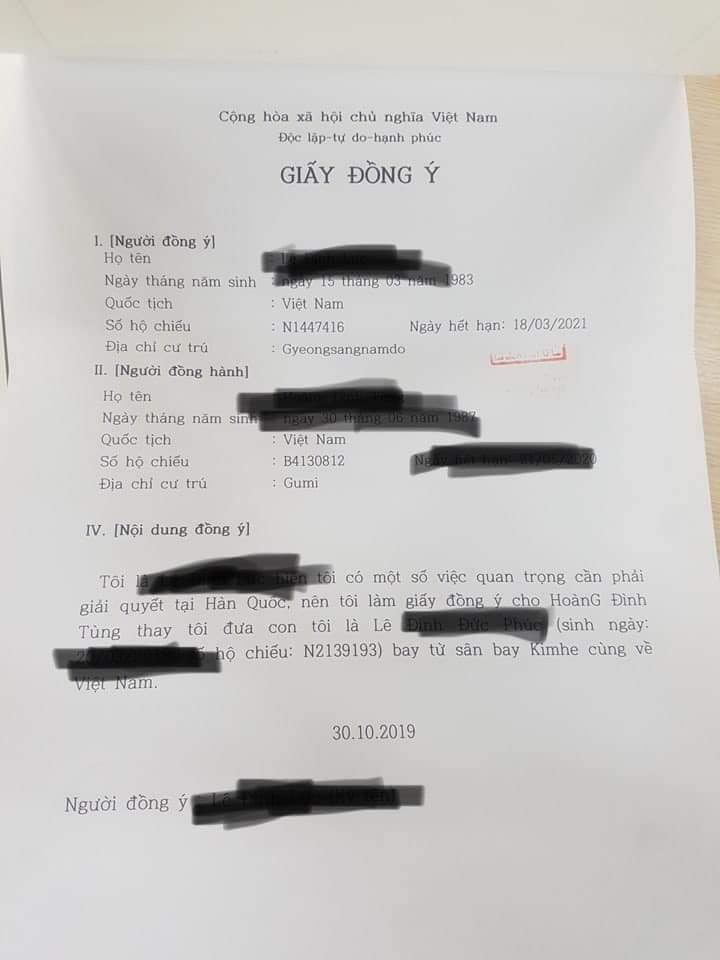 Cộng hòa xã hội chủ nghĩa Việt Nam
Độc lập-tự do-hạnh phúc
GIẤY ĐỒNG Ý
I. [Người đồng ý]
Họ tên :
Ngày tháng năm sinh :
Quốc tịch : Việt Nam
Số hộ chiếu : N1447416 Ngày hết hạn: 18/03/2021
Địa chỉ cư trú : Gyeongsangnamdo
II. [Người đồng hành]
Họ tên
Ngày tháng năm sinh
Quốc tịch : Việt Nam
Số hộ chiếu : B4130812
Địa chỉ cư trú : Gumi
IV. [Nội dung đồng ý]
Tôi tôi có một số việc quan trọng cần phải
giải quyết tại Hàn Quốc, nên tôi làm giấy đồng ý cho HoànG Đình
Tùng thay tôi đưa con tôi là Lê (sinh ngày:
hộ chiếu: N2139193) bay từ sân bay Kimhe cùng về
Việt Nam.
30.10.2019
Người đồng ý